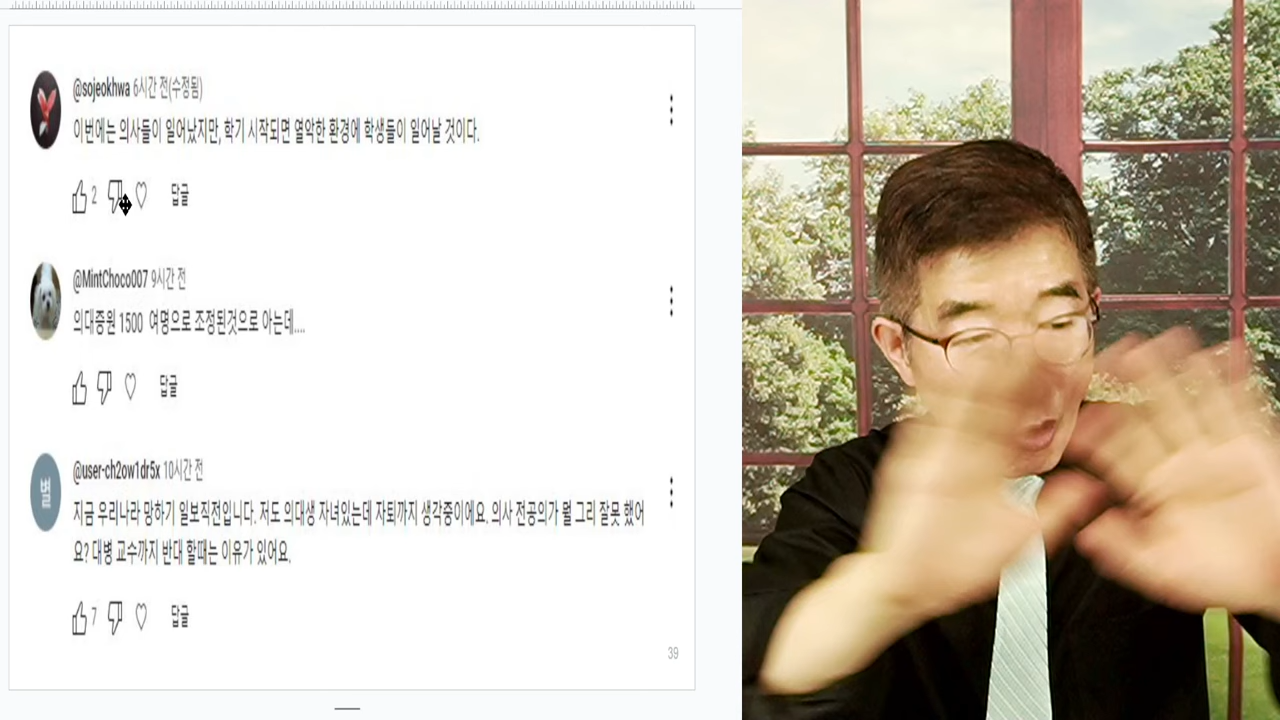 @sojeokhwa 6시간 전(수정됨)
이번에는 의사들이 일어났지만, 학기 시작되면 열악한 환경에 학생들이 일어날 것이다.
2 답글
@MintChoco007 9시간 전
의대증원 1500 여명으로 조정된것으로 아는데....
답글
별
@user-ch2ow1dr5x 10시간 전
지금 우리나라 망하기 일보직전입니다. 저도 의대생 자녀있는데 자퇴까지 생각중이에요. 의사 전공의가 뭘 그리 잘못 했어
요? 대병 교수까지 반대 할때는 이유가 있어요.
7 답글
39